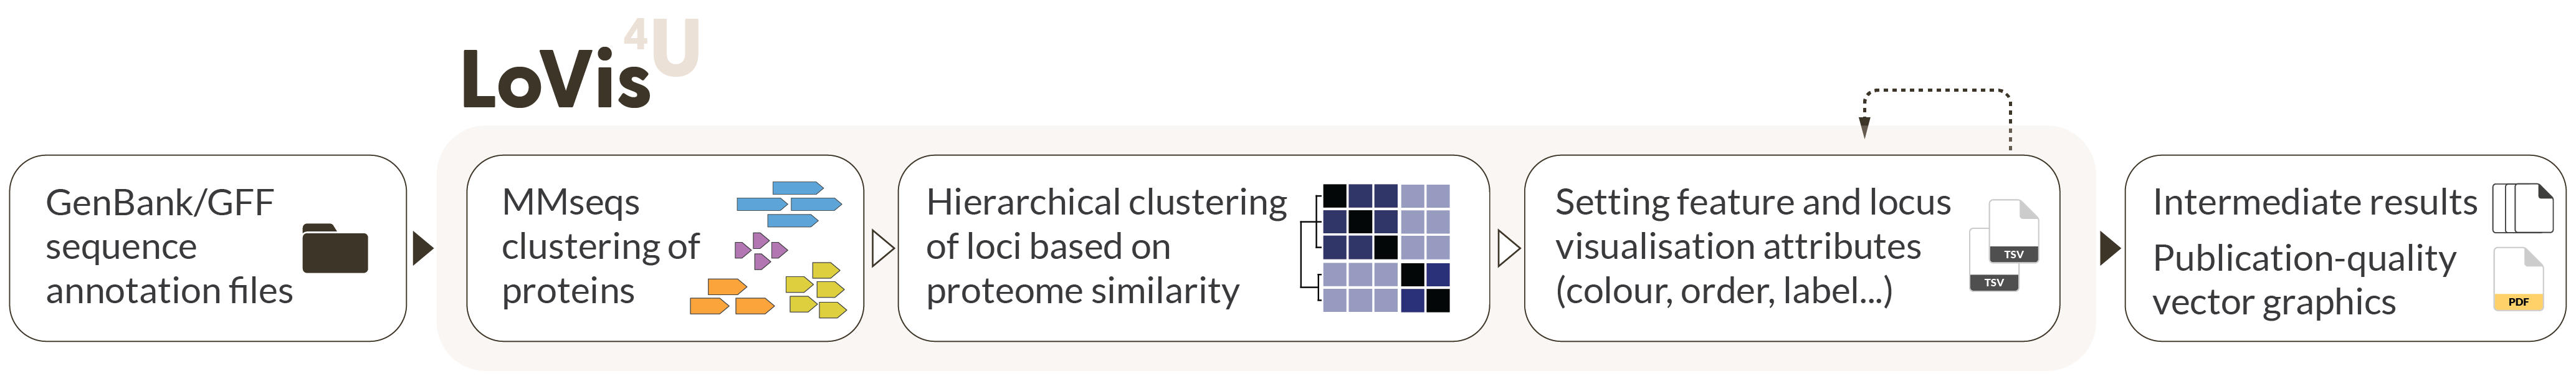 LoVis4U
GenBank/GFF
sequence
annotation files
MMseqs
clustering of
proteins
Hierarchical clustering
of loci based on
proteome similarity
Setting feature and locus
visualisation attributes
(colour, order, label...)
TSV
TSV
Intermediate results
Publication-quality
vector graphics
PDF